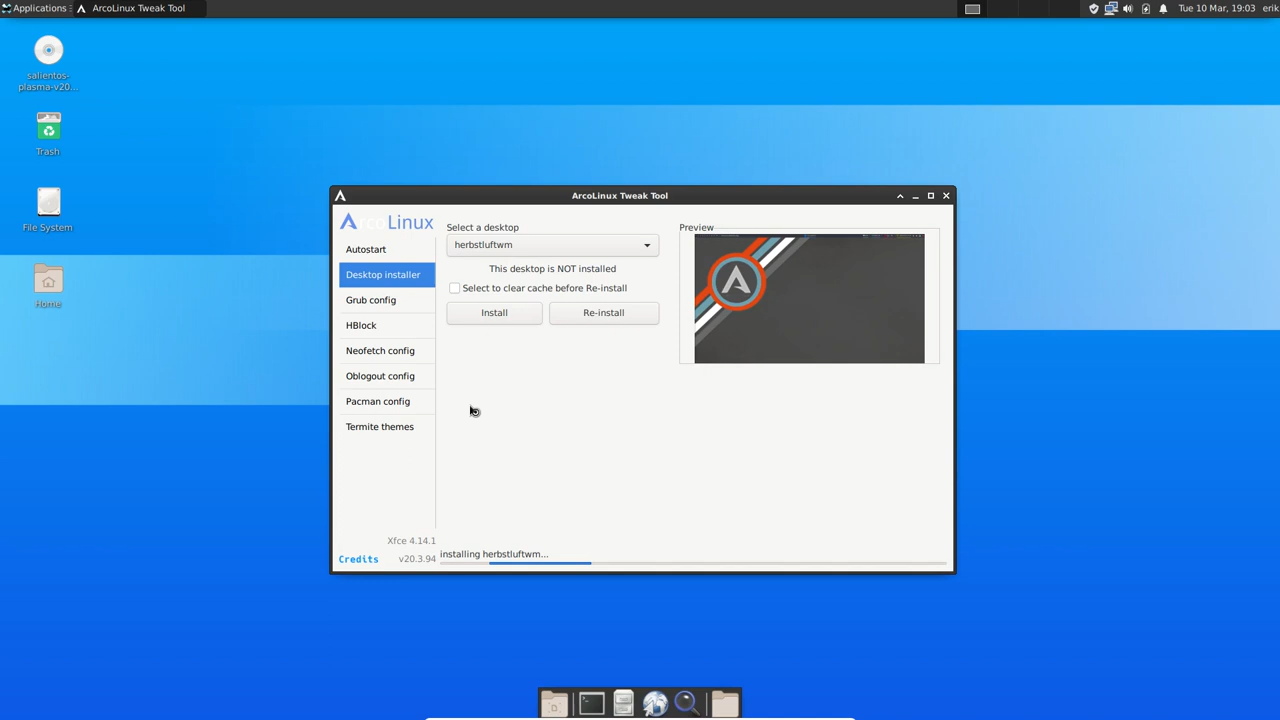 Applications
ArcoLinux Tweak Tool
Tue 10 Mar, 19:03
erik
salientos-
plasma-v20...
Trash
File System
Home
ArcoLinux Tweak Tool
ArcoLinux
Autostart
Desktop installer
Grub config
HBlock
Neofetch config
Oblogout config
Pacman config
Termite themes
Xfce 4.14.1
Credits
v20.3.94
Select a desktop
herbstluftwm
This desktop is NOT installed
Select to clear cache before Re-install
Install
Re-install
Preview
installing herbstluftwm...